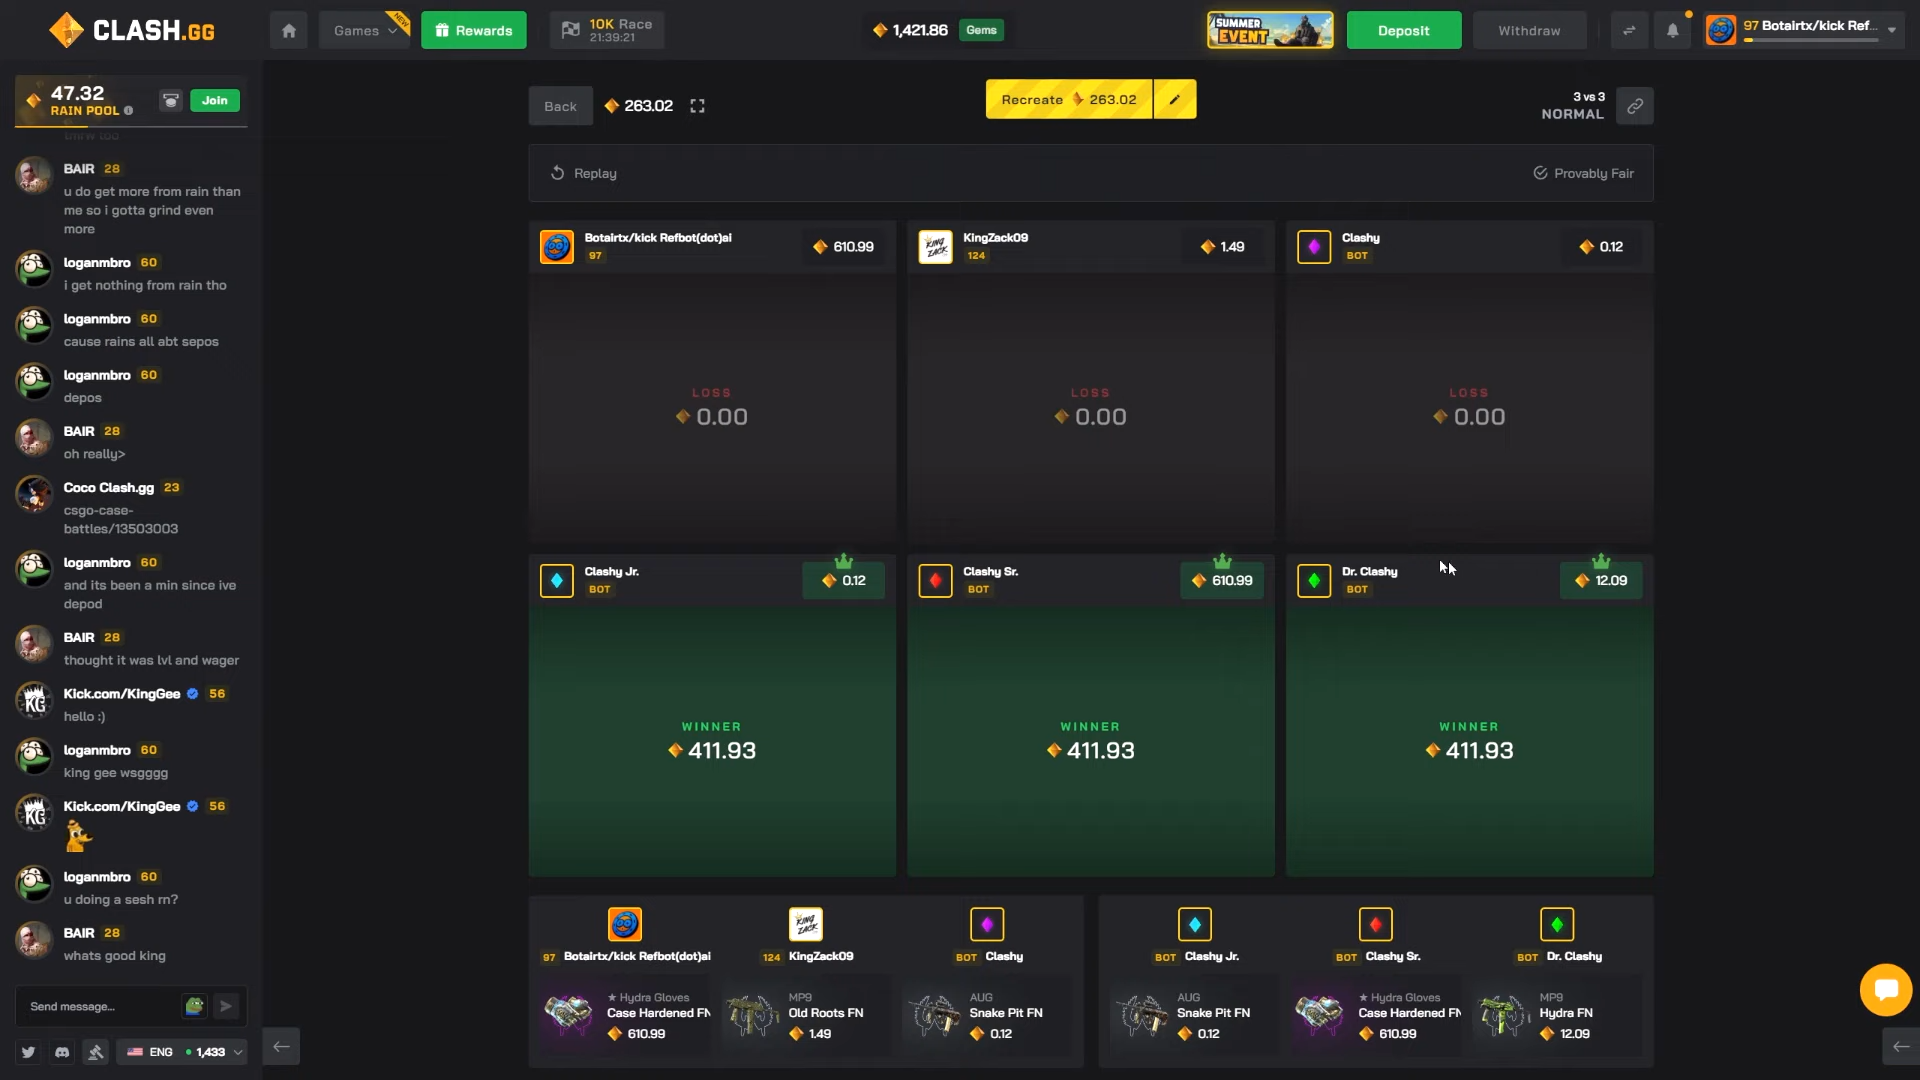 CLASH.GG
Games
NEW
Rewards
10K Race
21:39:21
1,421.86
Gems
SUMMER
EVENT
Deposit
Withdraw
97 Botairtx/kick Ref...
47.32
RAIN POOL
Join
BAIR 28
u do get more from rain than
me so i gotta grind even
more
loganmbro 60
i get nothing from rain tho
loganmbro 60
cause rains all abt sepos
loganmbro 60
depos
BAIR 28
oh really>
Coco Clash.gg 23
csgo-case-
battles/13503003
loganmbro 60
and its been a min since ive
depod
BAIR 28
thought it was lvl and wager
Kick.com/KingGee 56
hello :)
loganmbro 60
king gee wsgggg
Kick.com/KingGee 56
loganmbro 60
u doing a sesh rn?
BAIR 28
whats good king
Send message...
ENG 1,433
Back 263.02
Recreate 263.02
3 vs 3
NORMAL
Replay
Provably Fair
Botairtx/kick Refbot(dot)ai
97
610.99
LOSS
0.00
KingZack09
124
1.49
LOSS
0.00
Clashy
BOT
0.12
LOSS
0.00
Clashy Jr.
BOT
0.12
WINNER
411.93
Clashy Sr.
BOT
610.99
WINNER
411.93
Dr. Clashy
BOT
12.09
WINNER
411.93
97 Botairtx/kick Refbot(dot)ai
124 KingZack09
BOT Clashy
BOT Clashy Jr.
BOT Clashy Sr.
BOT Dr. Clashy
★ Hydra Gloves
Case Hardened FN
610.99
MP9
Old Roots FN
1.49
AUG
Snake Pit FN
0.12
AUG
Snake Pit FN
0.12
★ Hydra Gloves
Case Hardened FN
610.99
MP9
Hydra FN
12.09